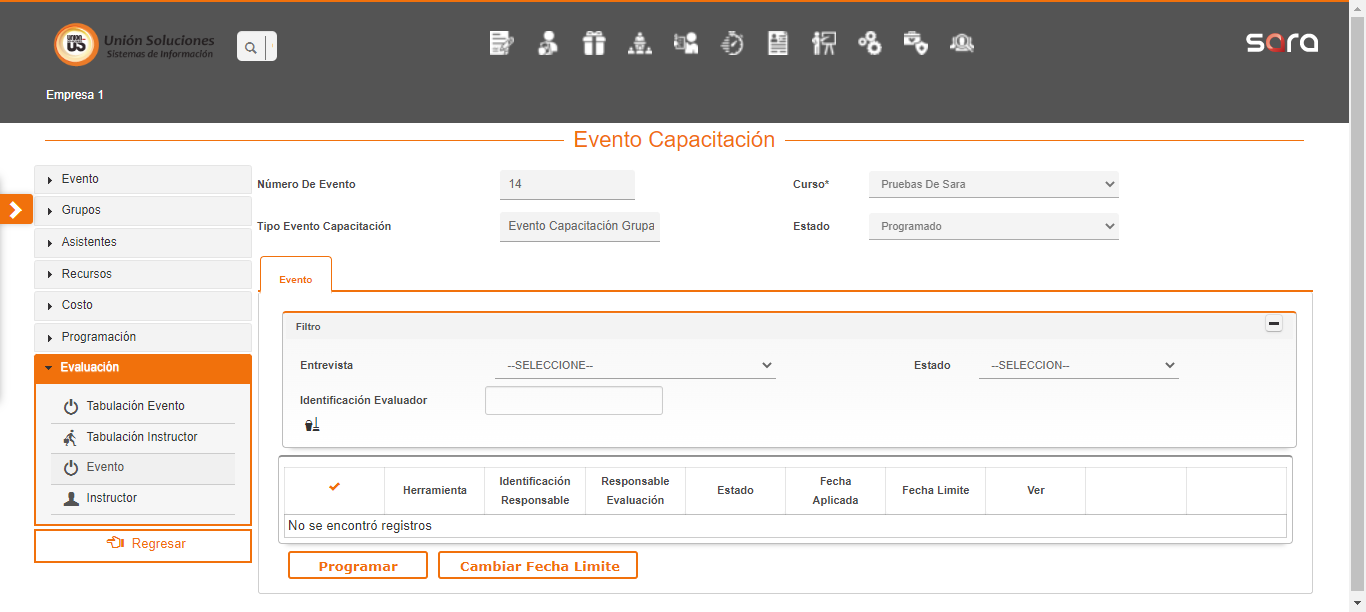 UNION
US
Unión Soluciones
Sistemas de Información
sara
Empresa 1
Evento Capacitación
Evento
Grupos
Asistentes
Recursos
Costo
Programación
Evaluación
Tabulación Evento
Tabulación Instructor
Evento
Instructor
Regresar
Número De Evento 14 Curso* Pruebas De Sara
Tipo Evento Capacitación Evento Capacitación Grupa Estado Programado
Evento
Filtro
Entrevista --SELECCIONE-- Estado --SELECCION--
Identificación Evaluador
Herramienta Identificación Responsable Responsable Evaluación Estado Fecha Aplicada Fecha Limite Ver
No se encontró registros
Programar Cambiar Fecha Limite